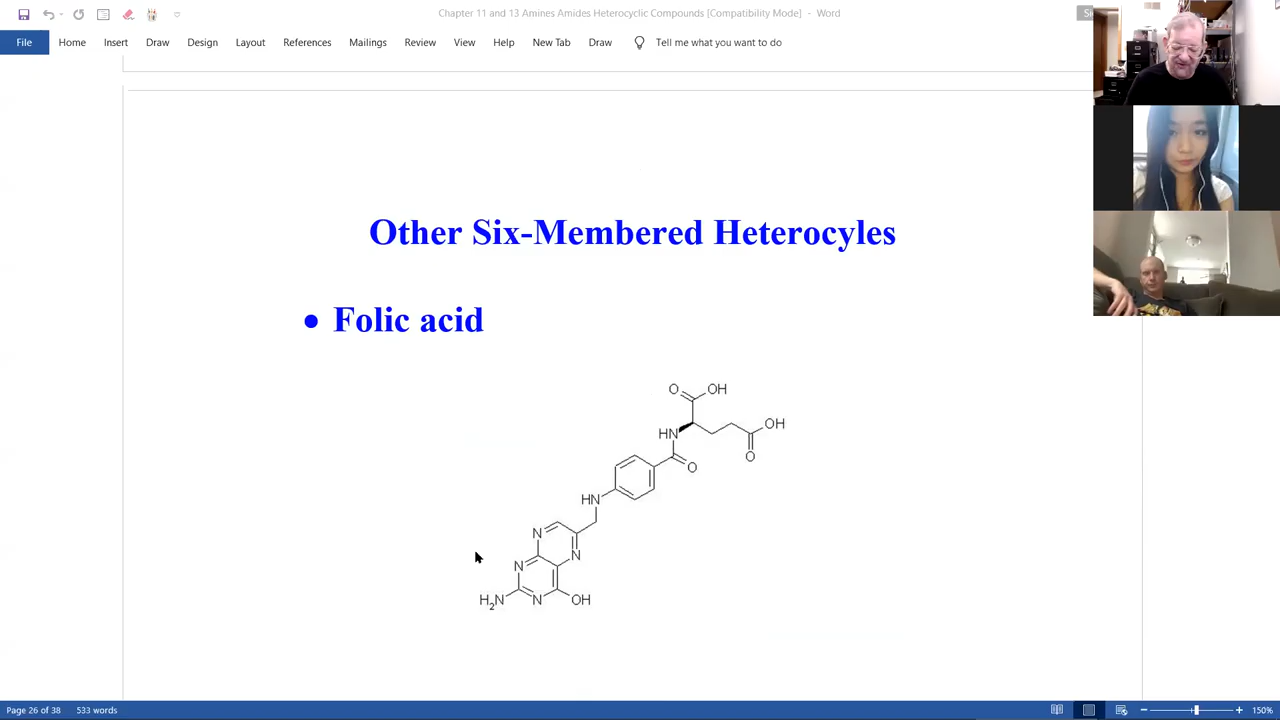 Chapter 11 and 13 Amines Amides Heterocyclic Compounds [Compatibility Mode] - Word
File Home Insert Draw Design Layout References Mailings Review View Help New Tab Draw Tell me what you want to do
Other Six-Membered Heterocyles
• Folic acid
O OH
HN OH
O O
HN
N
N N
H2N N OH
Page 26 of 38 533 words 150%